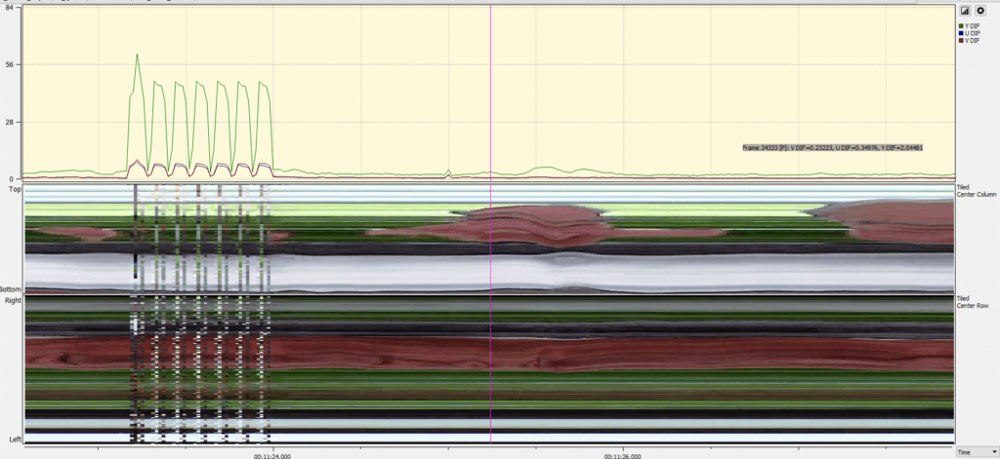 84
56
28
0
Y DIF
U DIF
V DIF
Frame 34333 [P]: V DIF=0.23223, U DIF=0.34976, Y DIF=2.04481
Top
Bottom
Tiled
Center Column
Right
Left
Tiled
Center Row
00:11:24.000
00:11:26.000
Time